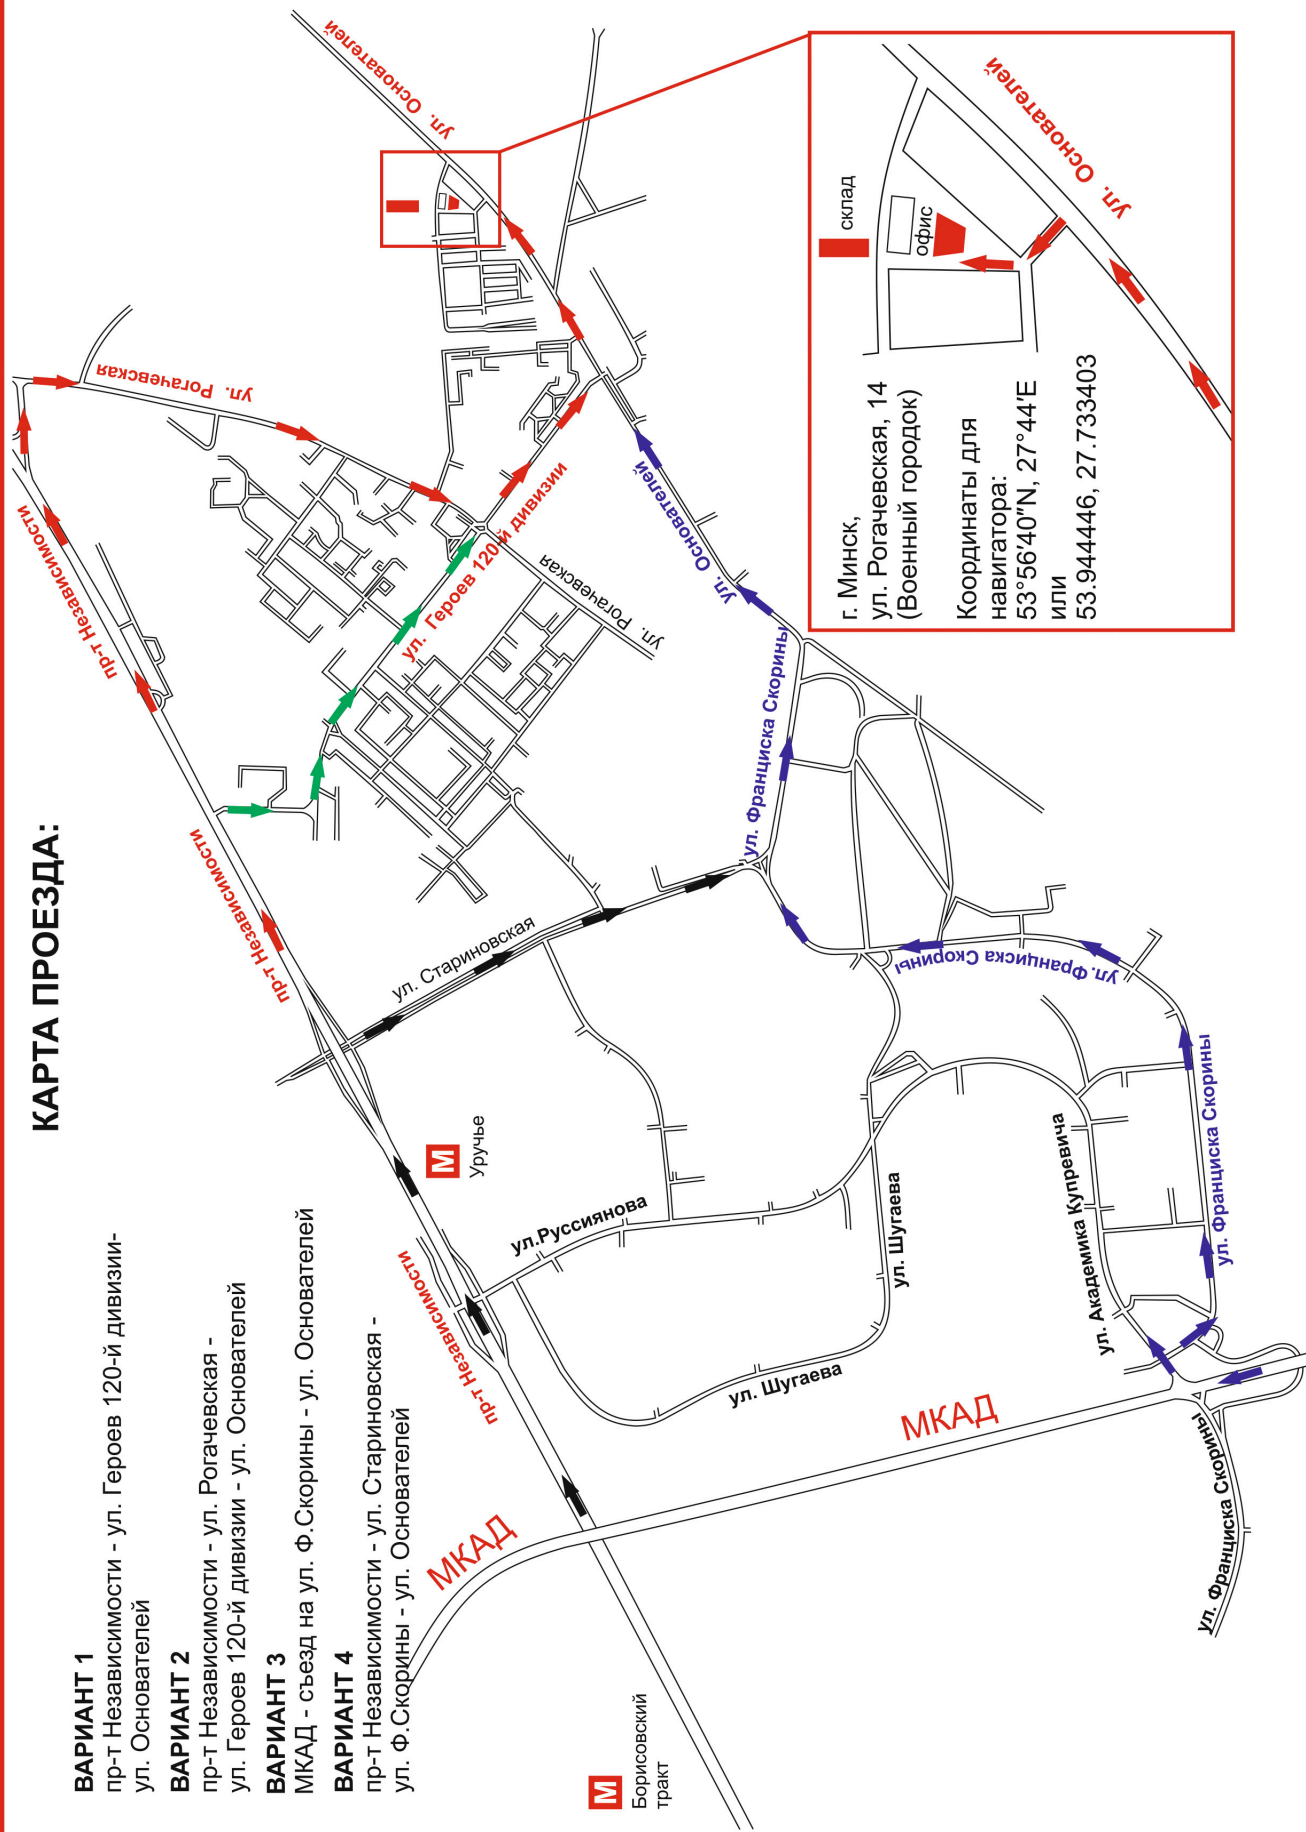 КАРТА ПРОЕЗДА:
ВАРИАНТ 1
пр-т Независимости - ул. Героев 120-й дивизии-
ул. Основателей
ВАРИАНТ 2
пр-т Независимости - ул. Рогачевская -
ул. Героев 120-й дивизии - ул. Основателей
ВАРИАНТ 3
МКАД - съезд на ул. Ф.Скорины - ул. Основателей
ВАРИАНТ 4
пр-т Независимости - ул. Стариновская -
ул. Ф.Скорины - ул. Основателей
М
Борисовский
тракт
МКАД
пр-т Независимости
М
Уручье
пр-т Независимости
пр-т Независимости
ул. Рогачевская
ул. Героев 120-й дивизии
ул. Рогачевская
ул. Стариновская
ул.Руссиянова
ул. Шугаева
ул. Шугаева
МКАД
ул. Академика Купревича
ул. Франциска Скорины
ул. Франциска Скорины
ул. Франциска Скорины
ул. Франциска Скорины
ул. Основателей
ул. Основателей
склад
офис
ул. Основателей
г. Минск,
ул. Рогачевская, 14
(Военный городок)
Координаты для
навигатора:
53°56′40″N, 27°44′E
или
53.944446, 27.733403